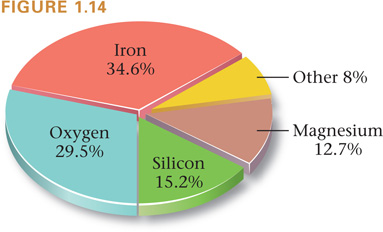 FIGURE 1.14
Iron
34.6%
Other 8%
Magnesium
12.7%
Oxygen
29.5%
Silicon
15.2%